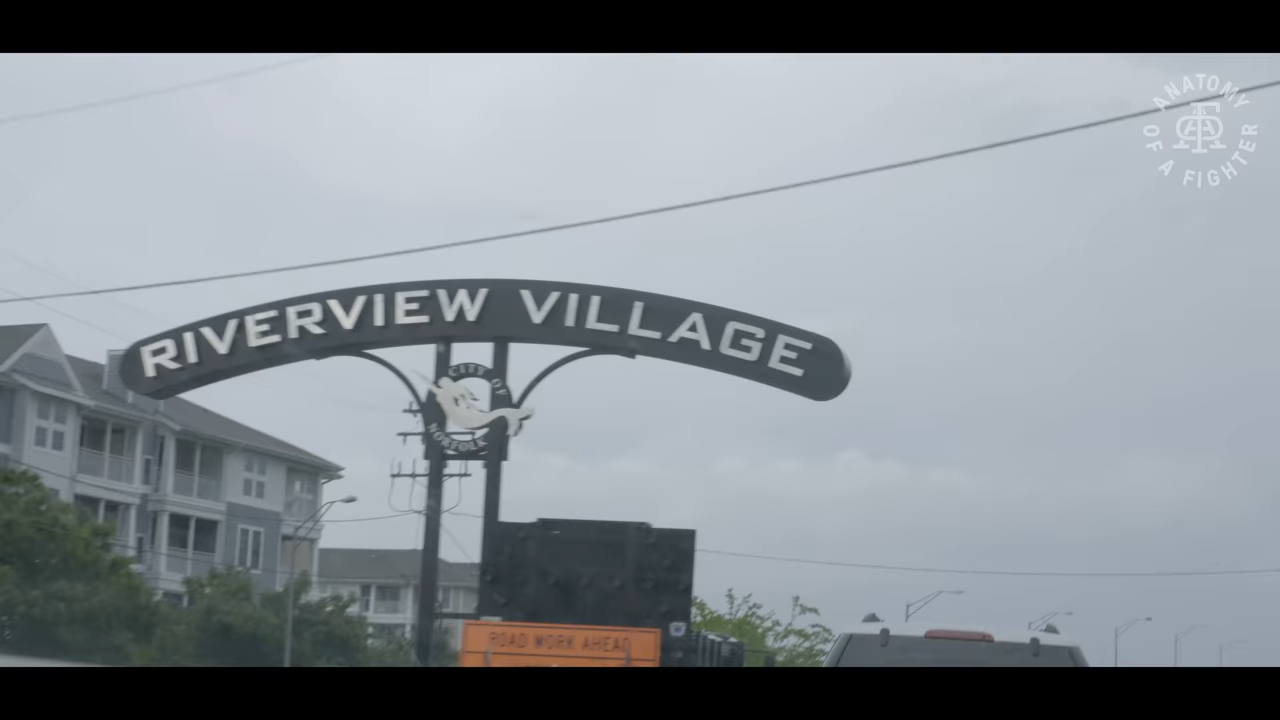 ANATOMY
OF A FIGHTER
RIVERVIEW VILLAGE
CITY OF
NORFOLK
ROAD WORK AHEAD